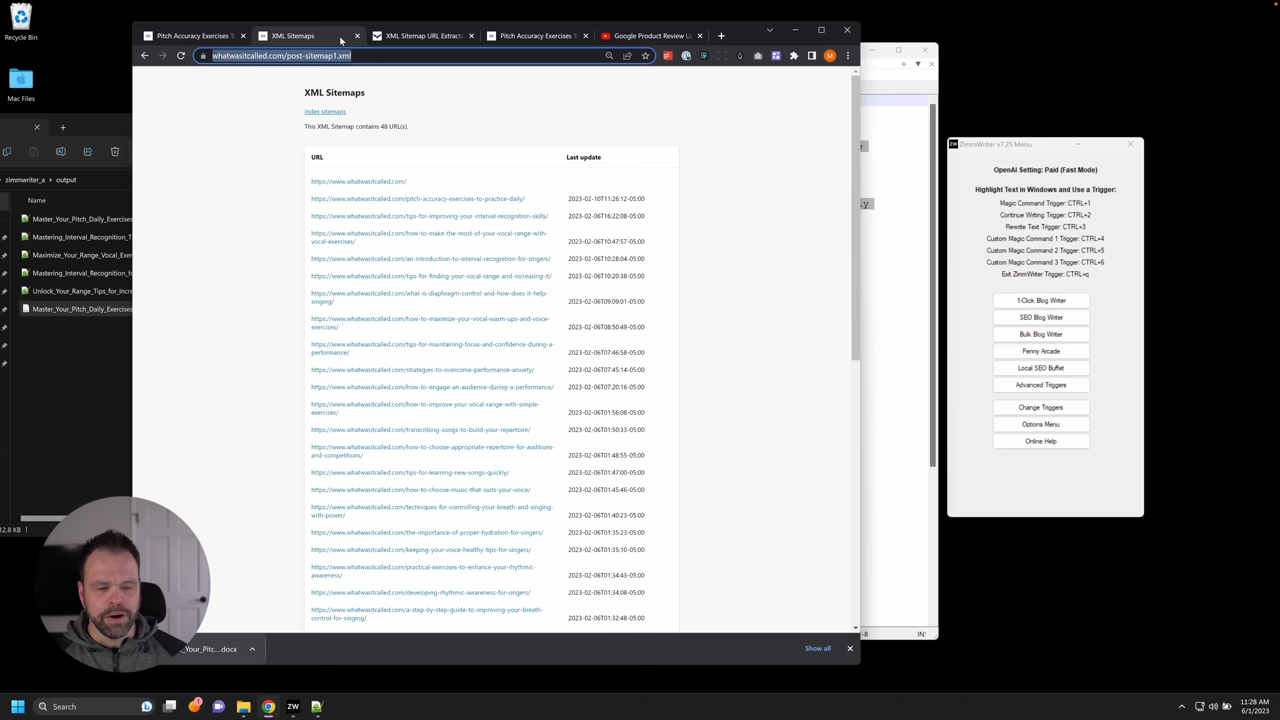 Recycle Bin
Mac Files
Pitch Accuracy Exercises T
XML Sitemaps
XML Sitemap URL Extract
Pitch Accuracy Exercises T
Google Product Review U
whatwasitcalled.com/post-sitemap1.xml
XML Sitemaps
Index sitemaps
This XML Sitemap contains 48 URL(s).
URL Last update
https://www.whatwasitcalled.com/
https://www.whatwasitcalled.com/pitch-accuracy-exercises-to-practice-daily/ 2023-02-10T11:26:12-05:00
https://www.whatwasitcalled.com/tips-for-improving-your-interval-recognition-skills/ 2023-02-06T16:22:08-05:00
https://www.whatwasitcalled.com/how-to-make-the-most-of-your-vocal-range-with-
vocal-exercises/ 2023-02-06T10:47:57-05:00
https://www.whatwasitcalled.com/an-introduction-to-interval-recognition-for-singers/ 2023-02-06T10:28:04-05:00
https://www.whatwasitcalled.com/tips-for-finding-your-vocal-range-and-increasing-it/ 2023-02-06T10:20:38-05:00
https://www.whatwasitcalled.com/what-is-diaphragm-control-and-how-does-it-help-
singing/ 2023-02-06T09:09:01-05:00
https://www.whatwasitcalled.com/how-to-maximize-your-vocal-warm-ups-and-voice-
exercises/ 2023-02-06T08:50:49-05:00
https://www.whatwasitcalled.com/tips-for-maintaining-focus-and-confidence-during-a-
performance/ 2023-02-06T07:46:58-05:00
https://www.whatwasitcalled.com/strategies-to-overcome-performance-anxiety/ 2023-02-06T07:45:14-05:00
https://www.whatwasitcalled.com/how-to-engage-an-audience-during-a-performance/ 2023-02-06T07:20:16-05:00
https://www.whatwasitcalled.com/how-to-improve-your-vocal-range-with-simple-
exercises/ 2023-02-06T01:56:08-05:00
https://www.whatwasitcalled.com/transcribing-songs-to-build-your-repertoire/ 2023-02-06T01:50:33-05:00
https://www.whatwasitcalled.com/how-to-choose-appropriate-repertoire-for-auditions-
and-competitions/ 2023-02-06T01:48:55-05:00
https://www.whatwasitcalled.com/tips-for-learning-new-songs-quickly/ 2023-02-06T01:47:00-05:00
https://www.whatwasitcalled.com/how-to-choose-music-that-suits-your-voice/ 2023-02-06T01:45:46-05:00
https://www.whatwasitcalled.com/techniques-for-controlling-your-breath-and-singing-
with-power/ 2023-02-06T01:40:23-05:00
https://www.whatwasitcalled.com/the-importance-of-proper-hydration-for-singers/ 2023-02-06T01:35:23-05:00
https://www.whatwasitcalled.com/keeping-your-voice-healthy-tips-for-singers/ 2023-02-06T01:35:10-05:00
https://www.whatwasitcalled.com/practical-exercises-to-enhance-your-rhythmic-
awareness/ 2023-02-06T01:34:43-05:00
https://www.whatwasitcalled.com/developing-rhythmic-awareness-for-singers/ 2023-02-06T01:34:08-05:00
https://www.whatwasitcalled.com/a-step-by-step-guide-to-improving-your-breath-
control-for-singing/ 2023-02-06T01:32:48-05:00
zimmwriter_a > output
Name
Master_Your_Pitch_Daily_Exercises
Mastering_Interval_Recognition_T
Maximize_Your_Range_Vocal_Exer
Mastering_Interval_Recognition_fo
Unlock_Your_Range_Tips_for_Incre
Master_Your_Pitch_Daily_Exercises
12.8 KB
_Your_Pitc....docx
Show all
ZimmWriter v7.25 Menu
OpenAI Setting: Paid (Fast Mode)
Highlight Text in Windows and Use a Trigger:
Magic Command Trigger: CTRL+1
Continue Writing Trigger: CTRL+2
Rewrite Text Trigger: CTRL+3
Custom Magic Command 1 Trigger: CTRL+4
Custom Magic Command 2 Trigger: CTRL+5
Custom Magic Command 3 Trigger: CTRL+6
Exit ZimmWriter Trigger: CTRL+q
1-Click Blog Writer
SEO Blog Writer
Bulk Blog Writer
Penny Arcade
Local SEO Buffet
Advanced Triggers
Change Triggers
Options Menu
Online Help
-8 INS
Search
ZW
11:28 AM
6/1/2023